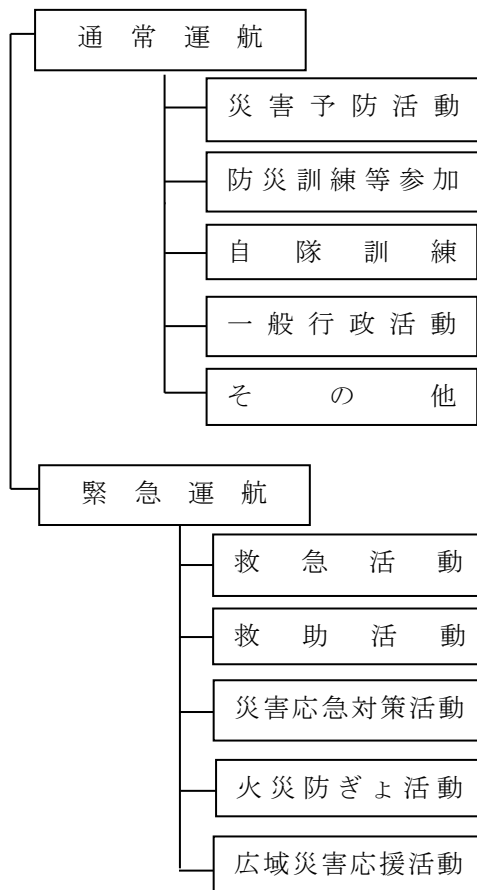 通常運航
災害予防活動
防災訓練等参加
自隊訓練
一般行政活動
その他
緊急運航
救急活動
救助活動
災害応急対策活動
火災防ぎょ活動
広域災害応援活動